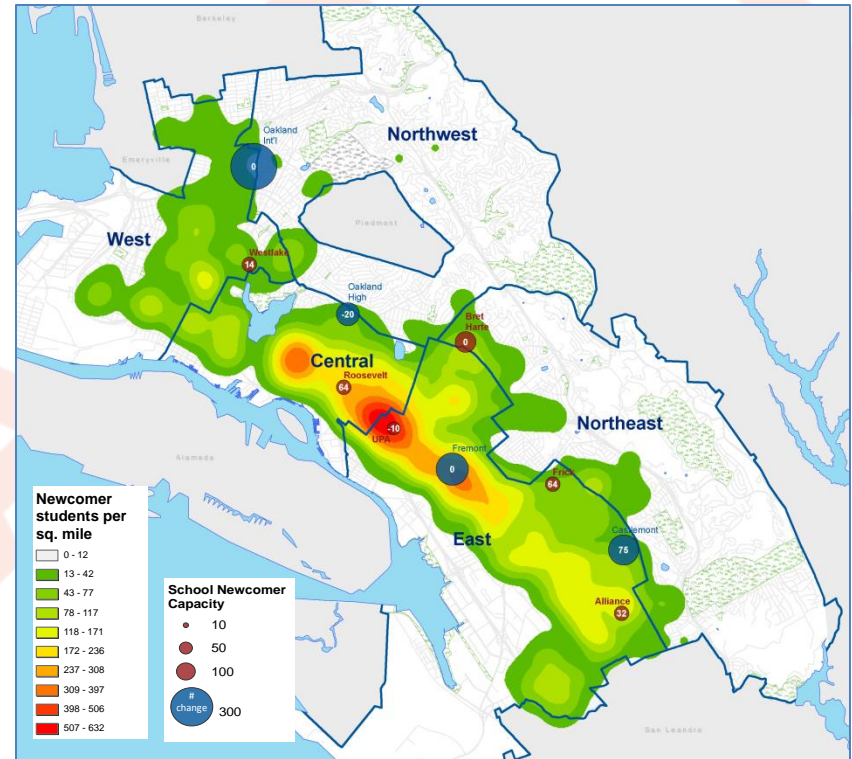 Berkeley
Northwest
Oakland
Int'l
0
Emeryville
Piedmont
West
Westlake
14
Oakland
High
-20
Bret
Harte
0
Central
Roosevelt
64
Northeast
-10
UPA
Fremont
0
Alameda
Frick
64
East
Castlemont
75
Alliance
32
San Leandro
Newcomer
students per
sq. mile
0 - 12
13 - 42
43 - 77
78 - 117
118 - 171
172 - 236
237 - 308
309 - 397
398 - 506
507 - 632
School Newcomer
Capacity
10
50
100
#
change
300